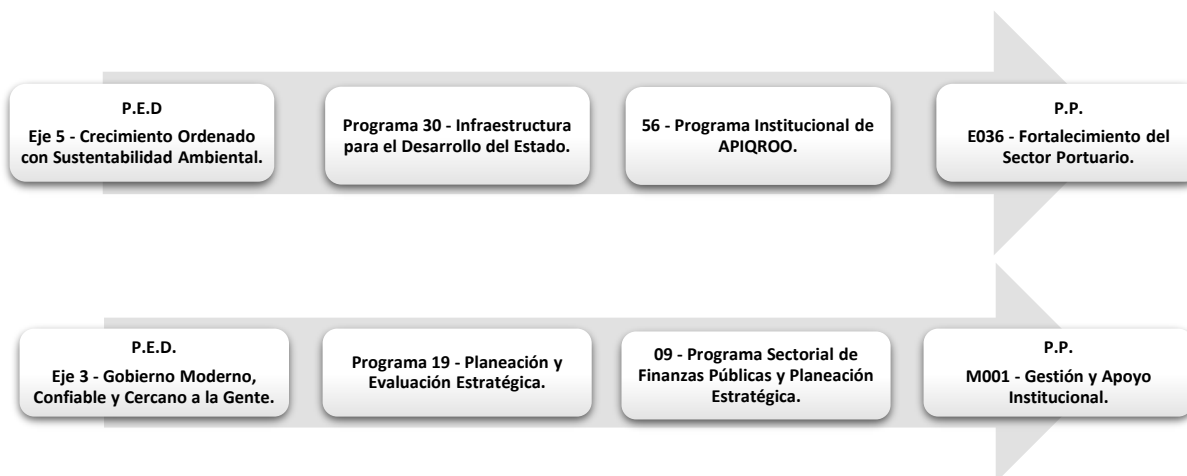 P.E.D
Eje 5 - Crecimiento Ordenado
con Sustentabilidad Ambiental.
Programa 30 - Infraestructura
para el Desarrollo del Estado.
56 - Programa Institucional de
APIQROO.
P.P.
E036 - Fortalecimiento del
Sector Portuario.
P.E.D.
Eje 3 - Gobierno Moderno,
Confiable y Cercano a la Gente.
Programa 19 - Planeación y
Evaluación Estratégica.
09 - Programa Sectorial de
Finanzas Públicas y Planeación
Estratégica.
P.P.
M001 - Gestión y Apoyo
Institucional.